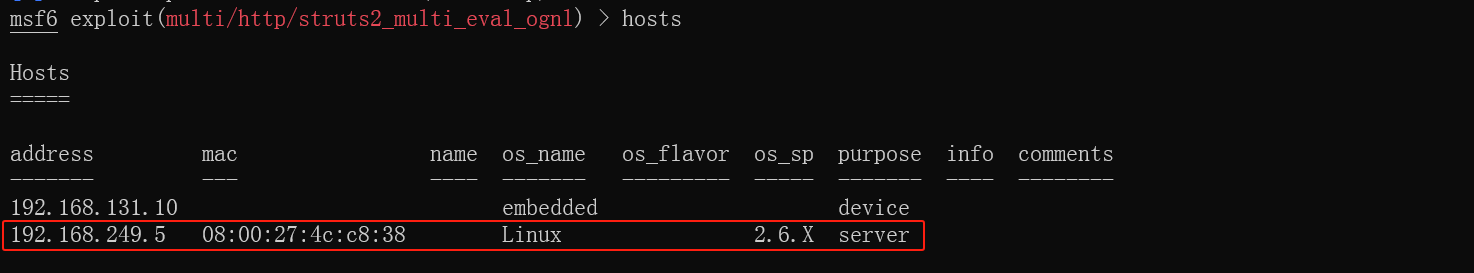 msf6 exploit(multi/http/struts2_multi_eval_ognl) > hosts
Hosts
=====
address mac name os_name os_flavor os_sp purpose info comments
------- --- ---- ------- --------- ----- ------- ---- --------
192.168.131.10 embedded device
192.168.249.5 08:00:27:4c:c8:38 Linux 2.6.X server